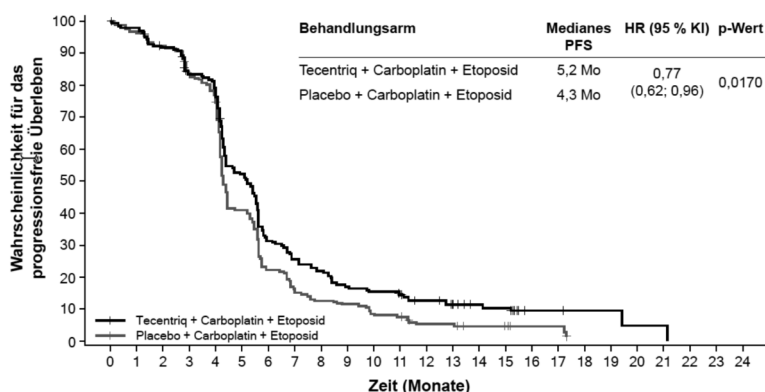 Behandlungsarm Medianes PFS HR (95 % KI) p-Wert
Tecentriq + Carboplatin + Etoposid 5,2 Mo 0,77 (0,62; 0,96) 0,0170
Placebo + Carboplatin + Etoposid 4,3 Mo
Wahrscheinlichkeit für das
progressionsfreie Überleben
100
90
80
70
60
50
40
30
20
10
0
Tecentriq + Carboplatin + Etoposid
Placebo + Carboplatin + Etoposid
0 1 2 3 4 5 6 7 8 9 10 11 12 13 14 15 16 17 18 19 20 21 22 23 24
Zeit (Monate)